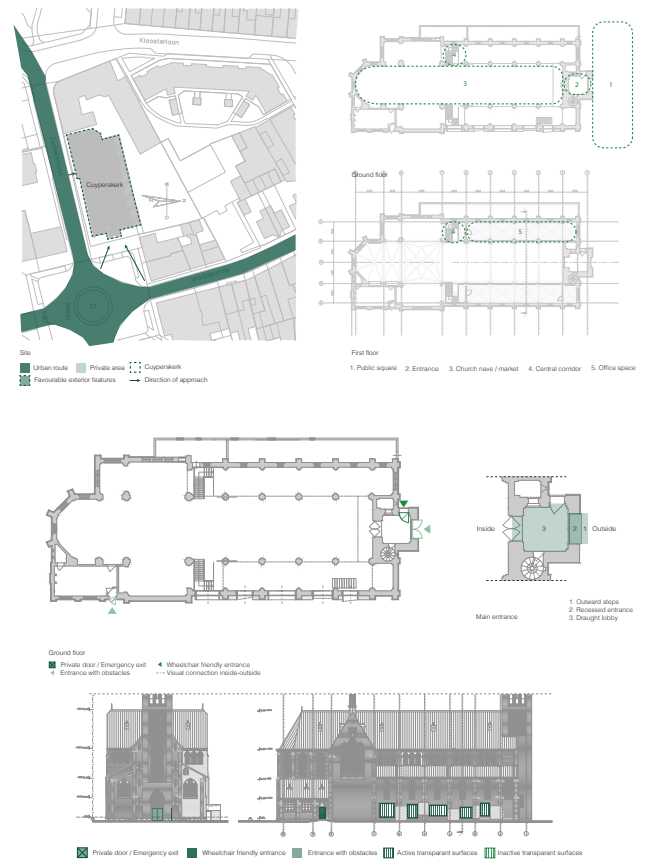 Kloosterlaan
Cuyperskerk
Site
Urban route Private area Cuyperskerk
Favourable exterior features Direction of approach
3
2
1
Ground floor
4
5
First floor
1. Public square 2. Entrance 3. Church nave / market 4. Central corridor 5. Office space
Ground floor
Private door / Emergency exit Wheelchair friendly entrance
Entrance with obstacles Visual connection inside-outside
Inside 3 2 1 Outside
Main entrance
1. Outward steps
2. Recessed entrance
3. Draught lobby
Private door / Emergency exit Wheelchair friendly entrance Entrance with obstacles Active transparant surfaces Inactive transparant surfaces